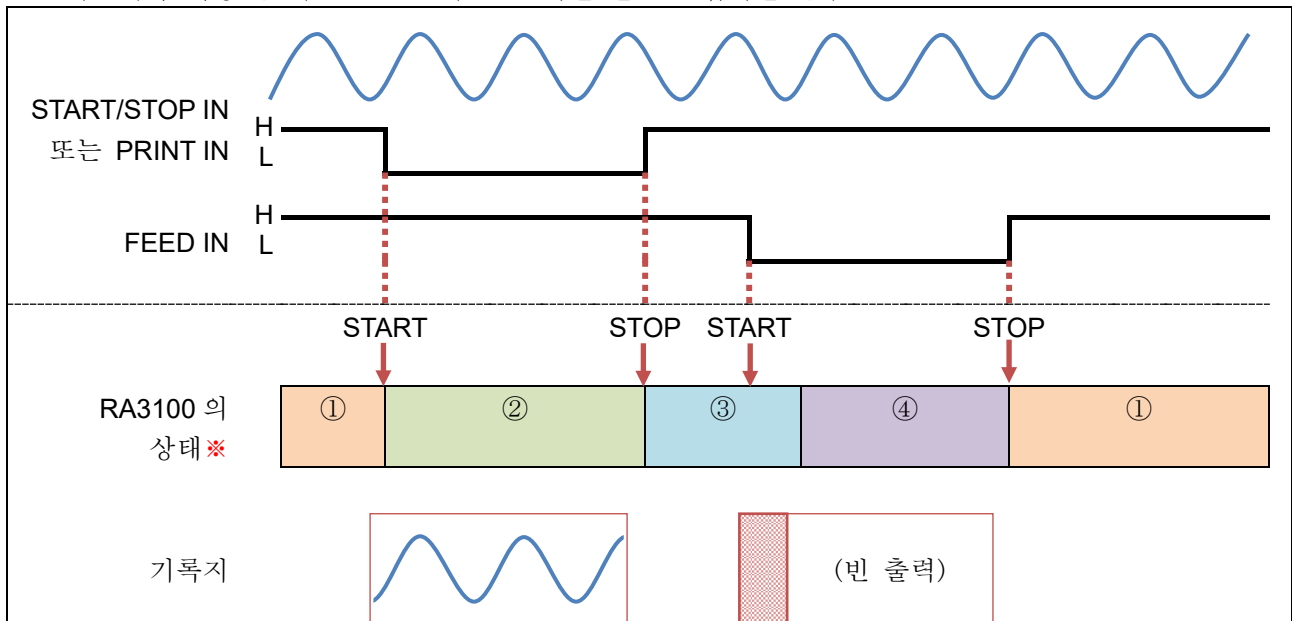 START/STOP IN
또는 PRINT IN
H
L
FEED IN
H
L
START
STOP
START
STOP
RA3100 의
상태※
①
②
③
④
①
기록지
(빈 출력)